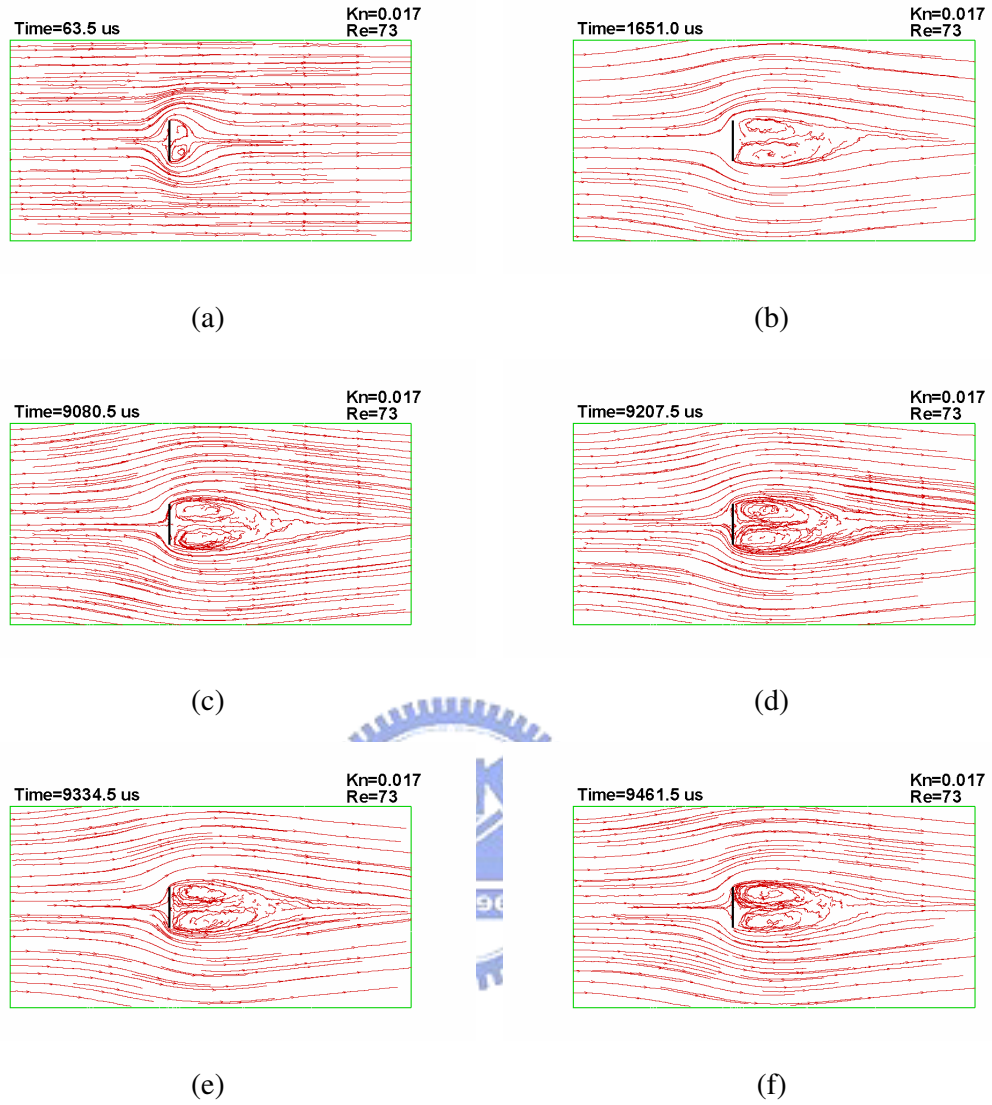 Time=63.5 us
Kn=0.017
Re=73
Time=1651.0 us
Kn=0.017
Re=73
(a)
(b)
Time=9080.5 us
Kn=0.017
Re=73
Time=9207.5 us
Kn=0.017
Re=73
(c)
(d)
Time=9334.5 us
Kn=0.017
Re=73
Time=9461.5 us
Kn=0.017
Re=73
(e)
(f)